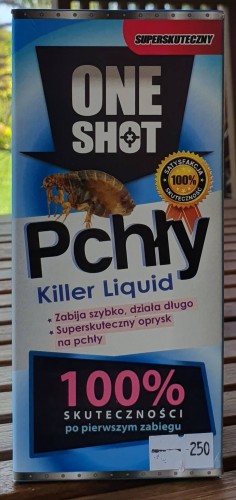 SUPERSKUTECZNY
ONE
SHOT
SATYSFAKCJA
100%
SKUTECZNOŚĆ
Pchły
Killer Liquid
• Zabija szybko, działa długo
• Superskuteczny oprysk
na pchły
100%
SKUTECZNOŚCI
po pierwszym zabiegu
250